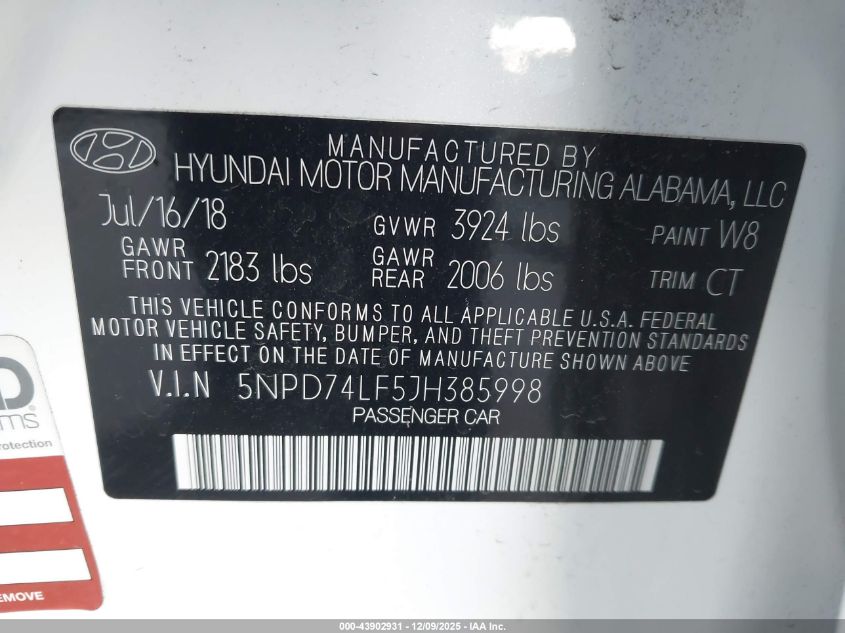 MANUFACTURED BY
HYUNDAI MOTOR MANUFACTURING ALABAMA, LLC
Jul/16/18 GVWR 3924 lbs PAINT W8
GAWR FRONT 2183 lbs GAWR REAR 2006 lbs TRIM CT
THIS VEHICLE CONFORMS TO ALL APPLICABLE U.S.A. FEDERAL
MOTOR VEHICLE SAFETY, BUMPER, AND THEFT PREVENTION STANDARDS
IN EFFECT ON THE DATE OF MANUFACTURE SHOWN ABOVE
V.I.N 5NPD74LF5JH385998
PASSENGER CAR
D
ms
rotection
EMOVE
000-43902931 - 12/09/2025 - IAA Inc.